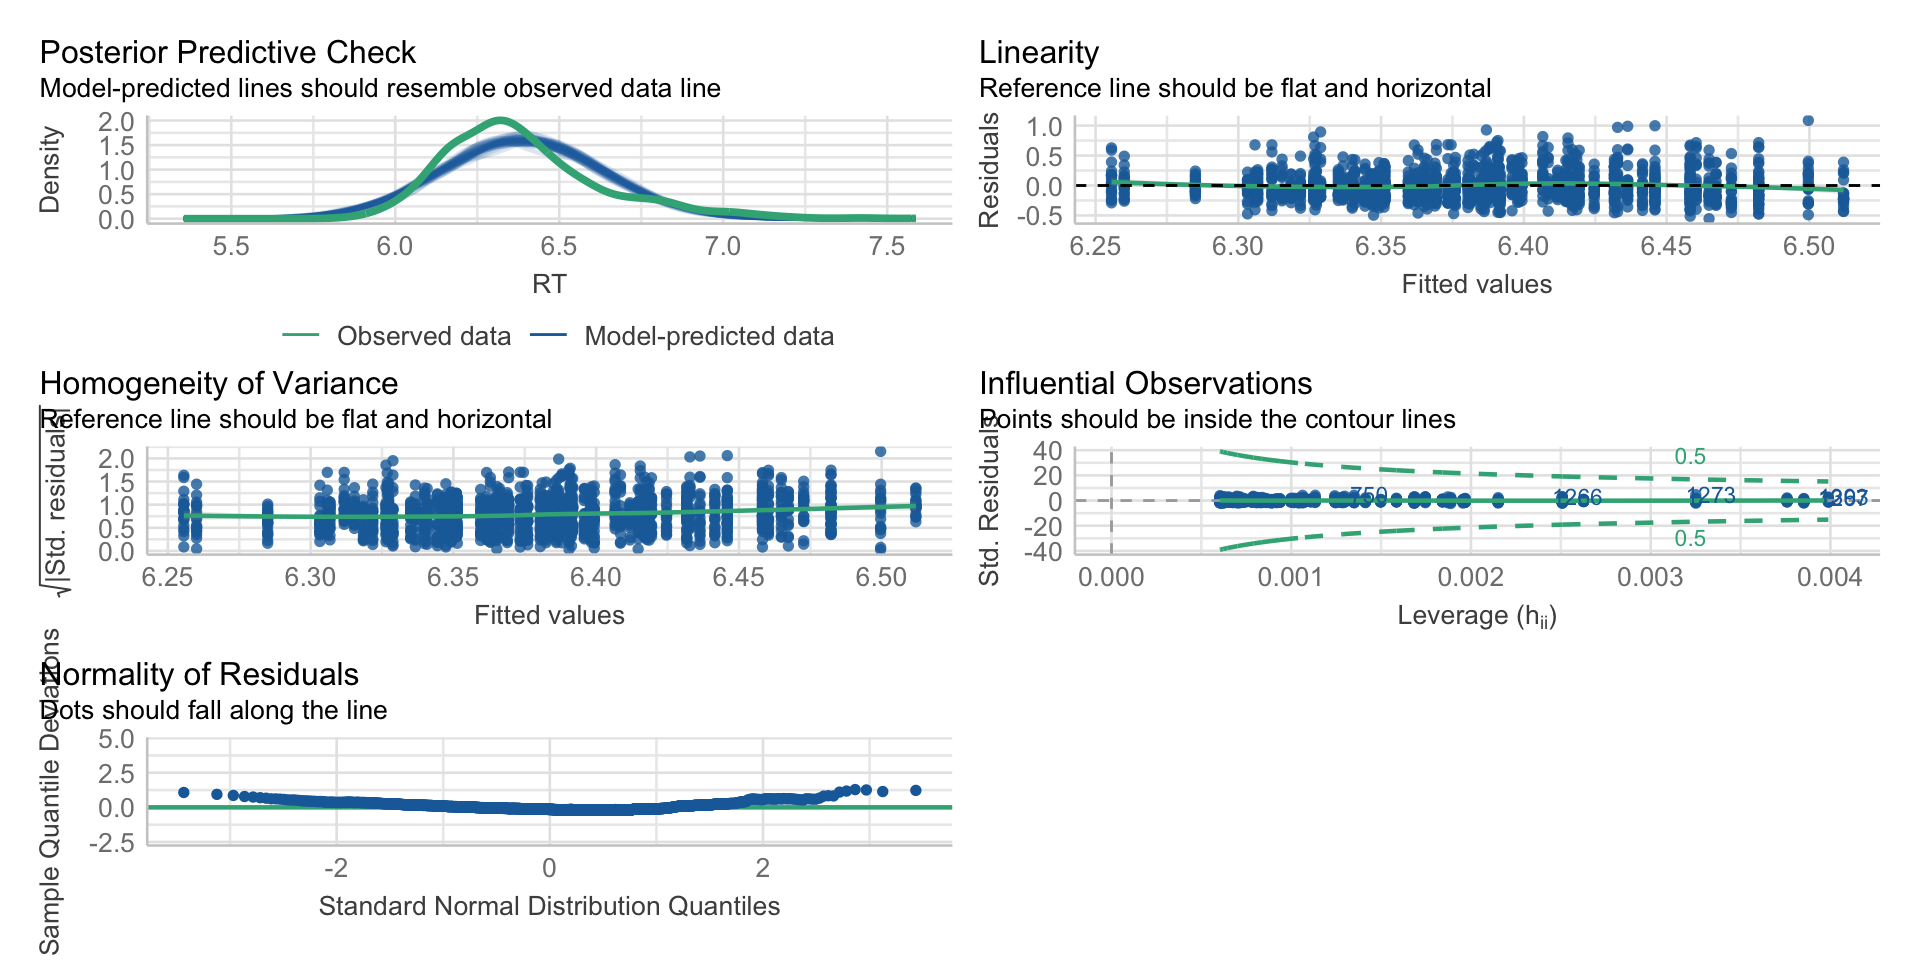 Posterior Predictive Check
Model-predicted lines should resemble observed data line
Density
2.0
1.5
1.0
0.5
0.0
5.5 6.0 6.5 7.0 7.5
RT
Observed data Model-predicted data
Linearity
Reference line should be flat and horizontal
Residuals
1.0
0.5
0.0
-0.5
6.25 6.30 6.35 6.40 6.45 6.50
Fitted values
Homogeneity of Variance
Reference line should be flat and horizontal
√|Std. residuals|
2.0
1.5
1.0
0.5
0.0
6.25 6.30 6.35 6.40 6.45 6.50
Fitted values
Influential Observations
Points should be inside the contour lines
Std. Residuals
40
20
0
-20
-40
0.5
750 1266 1273
0.5
0.000 0.001 0.002 0.003 0.004
Leverage (hii)
Normality of Residuals
Dots should fall along the line
Sample Quantile Deviations
5.0
2.5
0.0
-2.5
-2 0 2
Standard Normal Distribution Quantiles